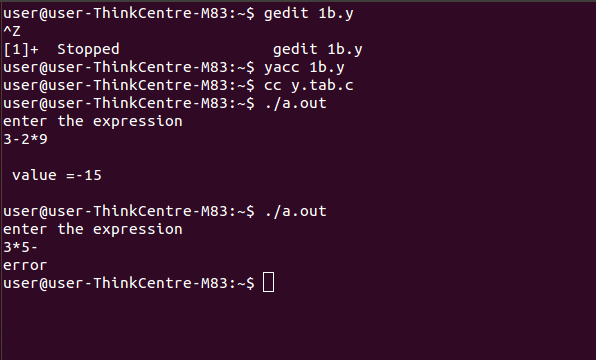 user@user-ThinkCentre-M83:~$ gedit 1b.y
^Z
[1]+  Stopped                 gedit 1b.y
user@user-ThinkCentre-M83:~$ yacc 1b.y
user@user-ThinkCentre-M83:~$ cc y.tab.c
user@user-ThinkCentre-M83:~$ ./a.out
enter the expression
3-2*9
value =-15
user@user-ThinkCentre-M83:~$ ./a.out
enter the expression
3*5-
error
user@user-ThinkCentre-M83:~$